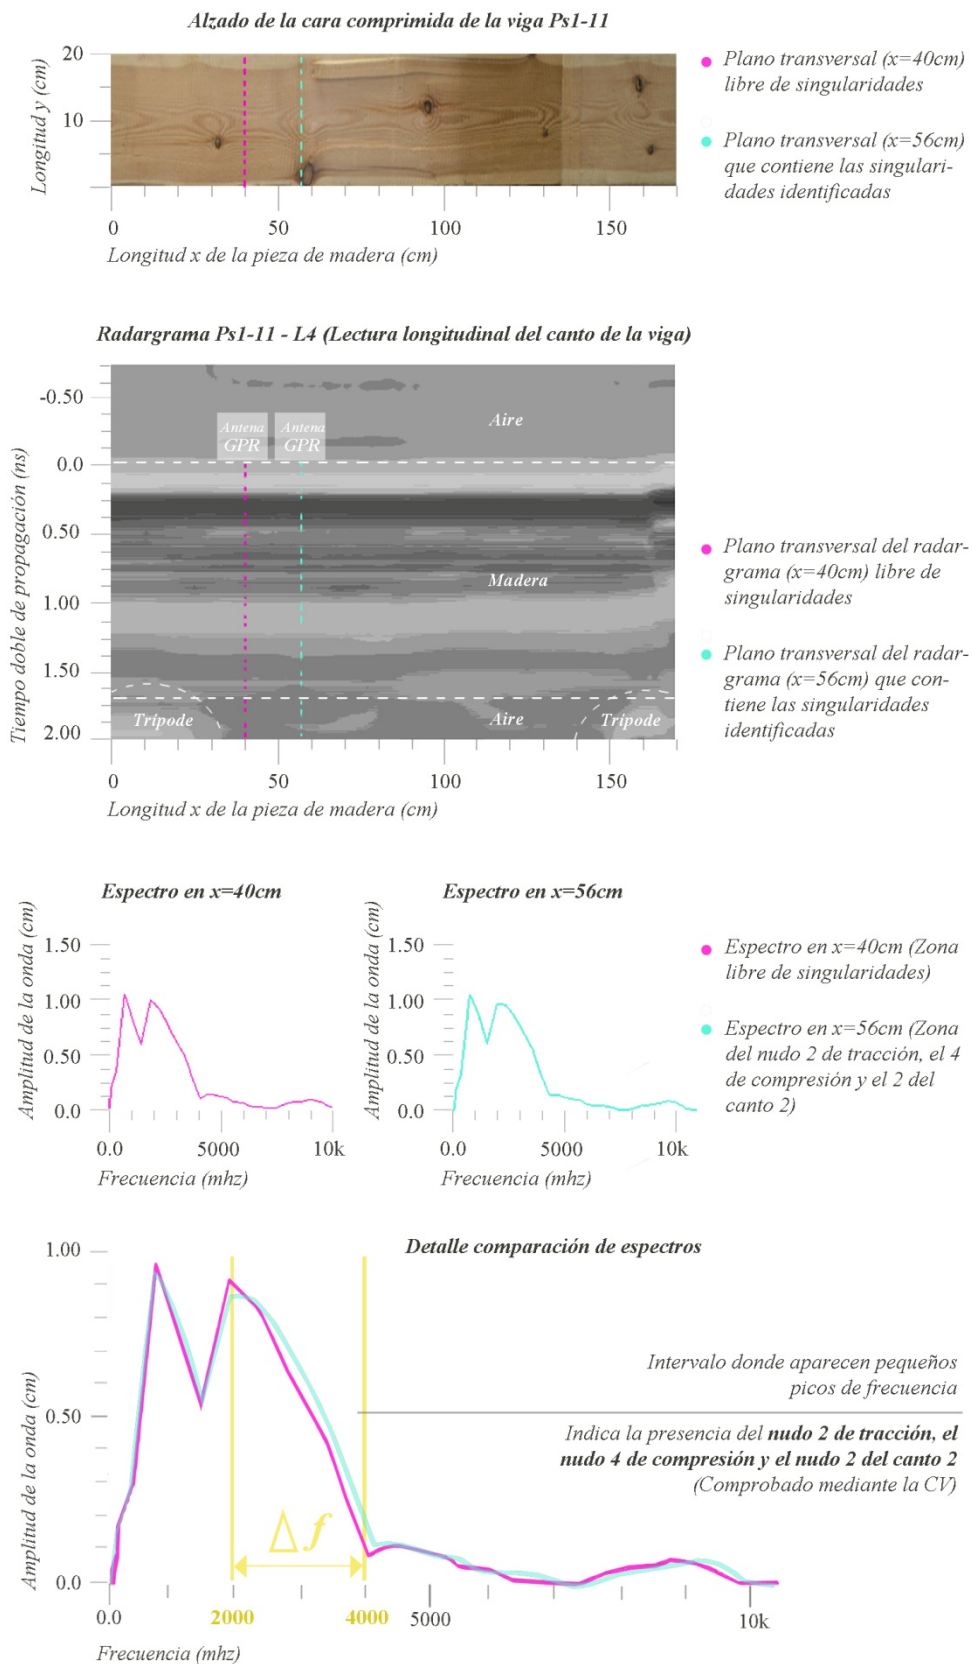 Alzado de la cara comprimida de la viga Ps1-11
Longitud y (cm)
20
10
0
50
100
150
Longitud x de la pieza de madera (cm)
Plano transversal (x=40cm)
libre de singularidades
Plano transversal (x=56cm)
que contiene las singulari-
dades identificadas
Radargrama Ps1-11 - L4 (Lectura longitudinal del canto de la viga)
Tiempo doble de propagación (ns)
-0.50
0.0
0.50
1.00
1.50
2.00
Aire
Antena
GPR
Antena
GPR
Madera
Trípode
Aire
Trípode
0
50
100
150
Longitud x de la pieza de madera (cm)
Plano transversal del radar-
grama (x=40cm) libre de
singularidades
Plano transversal del radar-
grama (x=56cm) que con-
tiene las singularidades
identificadas
Espectro en x=40cm
Amplitud de la onda (cm)
1.50
1.00
0.50
0.0
0.0
5000
10k
Frecuencia (mhz)
Espectro en x=56cm
Amplitud de la onda (cm)
1.50
1.00
0.50
0.0
0.0
5000
10k
Frecuencia (mhz)
Espectro en x=40cm (Zona
libre de singularidades)
Espectro en x=56cm (Zona
del nudo 2 de tracción, el 4
de compresión y el 2 del
canto 2)
Detalle comparación de espectros
Amplitud de la onda (cm)
1.00
0.50
0.0
Intervalo donde aparecen pequeños
picos de frecuencia
Indica la presencia del nudo 2 de tracción, el
nudo 4 de compresión y el nudo 2 del canto 2
(Comprobado mediante la CV)
Δf
0.0
2000
4000
5000
10k
Frecuencia (mhz)